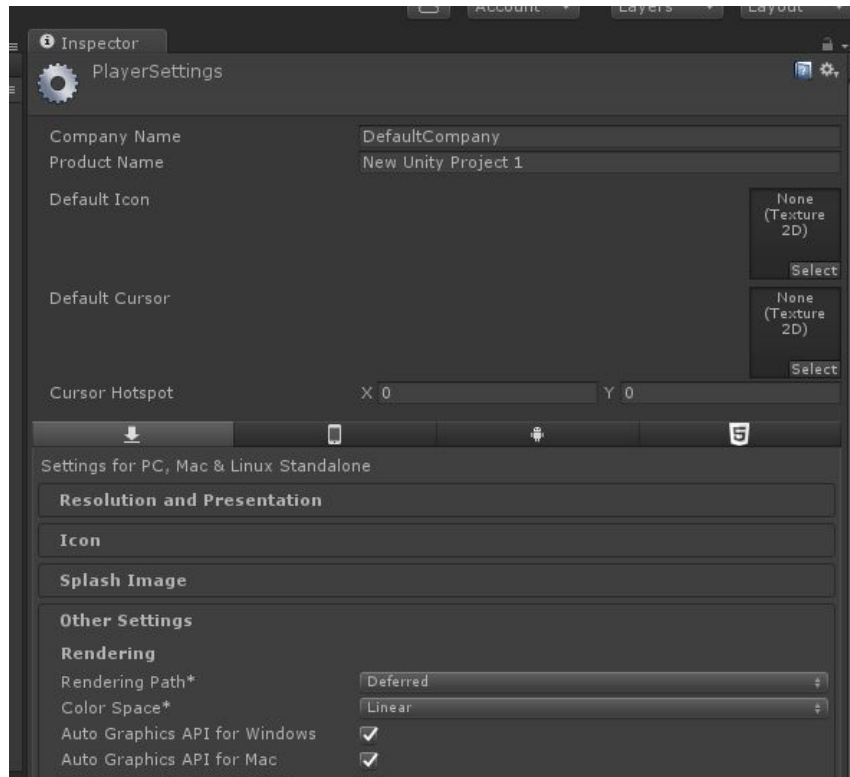 Account Layers Layout
Inspector
PlayerSettings
Company Name DefaultCompany
Product Name New Unity Project 1
Default Icon
None
(Texture
2D)
Select
Default Cursor
None
(Texture
2D)
Select
Cursor Hotspot X 0 Y 0
Settings for PC, Mac & Linux Standalone
Resolution and Presentation
Icon
Splash Image
Other Settings
Rendering
Rendering Path* Deferred
Color Space* Linear
Auto Graphics API for Windows
Auto Graphics API for Mac